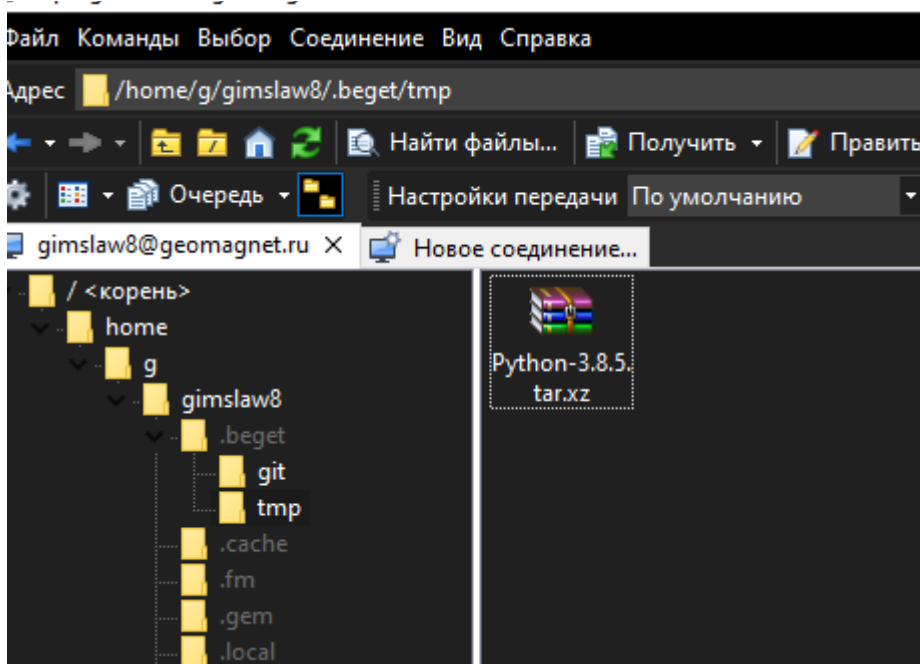 Файл Команды Выбор Соединение Вид Справка
Адрес /home/g/gimslaw8/.beget/tmp
Найти файлы... Получить Править
Очередь Настройки передачи По умолчанию
gimslaw8@geomagnet.ru Новое соединение...
/ <корень>
home
g
gimslaw8
.beget
git
tmp
.cache
.fm
.gem
.local
Python-3.8.5.
tar.xz